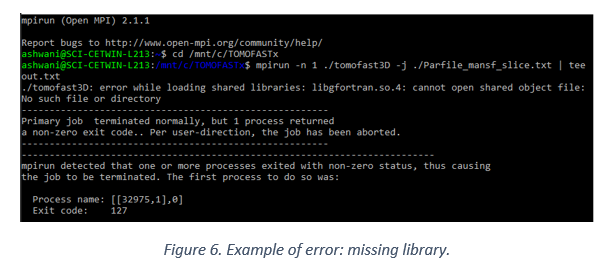 mpirun (Open MPI) 2.1.1
Report bugs to http://www.open-mpi.org/community/help/
ashwani@SCI-CETWIN-L213:~$ cd /mnt/c/TOMOFASTx
ashwani@SCI-CETWIN-L213:/mnt/c/TOMOFASTx$ mpirun -n 1 ./tomofast3D -j ./Parfile_mansf_slice.txt | tee
out.txt
./tomofast3D: error while loading shared libraries: libgfortran.so.4: cannot open shared object file:
No such file or directory
-------------------------------------------------------
Primary job  terminated normally, but 1 process returned
a non-zero exit code.. Per user-direction, the job has been aborted.
-------------------------------------------------------
--------------------------------------------------------------------------
mpirun detected that one or more processes exited with non-zero status, thus causing
the job to be terminated. The first process to do so was:
Process name: [[32975,1],0]
Exit code:    127
Figure 6. Example of error: missing library.